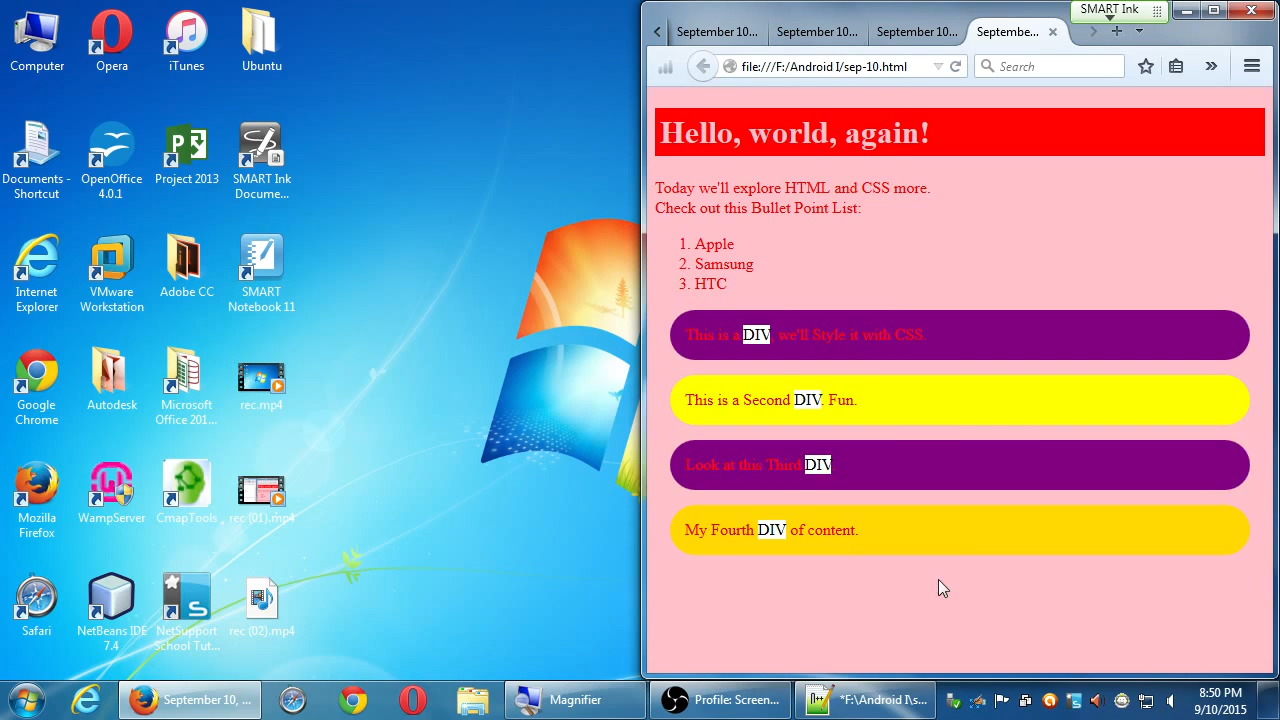 Computer
Opera
iTunes
Ubuntu
Documents - Shortcut
OpenOffice 4.0.1
Project 2013
SMART Ink Docume...
Internet Explorer
VMware Workstation
Adobe CC
SMART Notebook 11
Google Chrome
Autodesk
Microsoft Office 201...
rec.mp4
Mozilla Firefox
WampServer
CmapTools
rec (01).mp4
Safari
NetBeans IDE 7.4
NetSupport School Tut...
rec (02).mp4
SMART Ink
September 10...
September 10...
September 10...
Septembe...
file:///F:/Android I/sep-10.html
Search
Hello, world, again!
Today we'll explore HTML and CSS more.
Check out this Bullet Point List:
1. Apple
2. Samsung
3. HTC
This is a DIV, we'll Style it with CSS.
This is a Second DIV. Fun.
Look at this Third DIV
My Fourth DIV of content.
September 10, ...
Magnifier
Profile: Screen...
*F:\Android I\s...
8:50 PM
9/10/2015